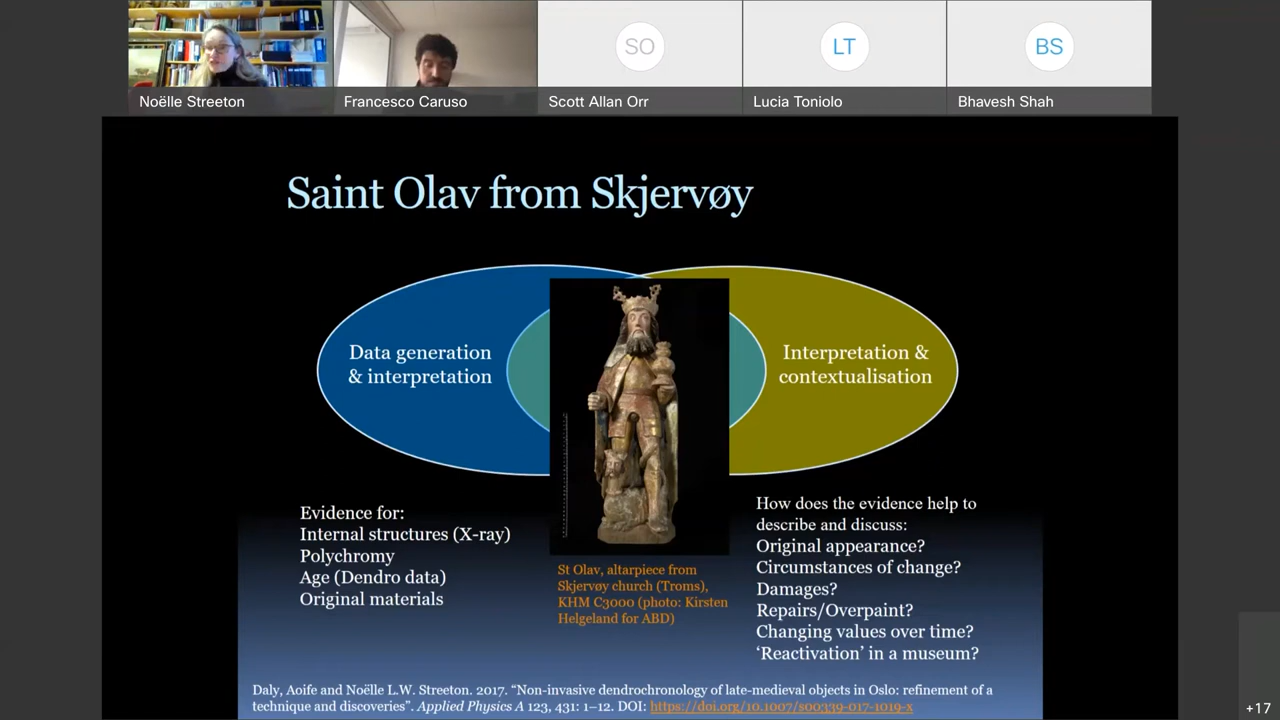 SO
LT
BS
Noëlle Streeton
Francesco Caruso
Scott Allan Orr
Lucia Toniolo
Bhavesh Shah
Saint Olav from Skjervøy
Data generation
& interpretation
Interpretation &
contextualisation
Evidence for:
Internal structures (X-ray)
Polychromy
Age (Dendro data)
Original materials
St Olav, altarpiece from
Skjervøy church (Troms),
KHM C3000 (photo: Kirsten
Helgeland for ABD)
How does the evidence help to
describe and discuss:
Original appearance?
Circumstances of change?
Damages?
Repairs/Overpaint?
Changing values over time?
‘Reactivation’ in a museum?
Daly, Aoife and Noëlle L.W. Streeton. 2017. “Non-invasive dendrochronology of late-medieval objects in Oslo: refinement of a
technique and discoveries”. Applied Physics A 123, 431: 1–12. DOI: https://doi.org/10.1007/s00339-017-1019-x
+17